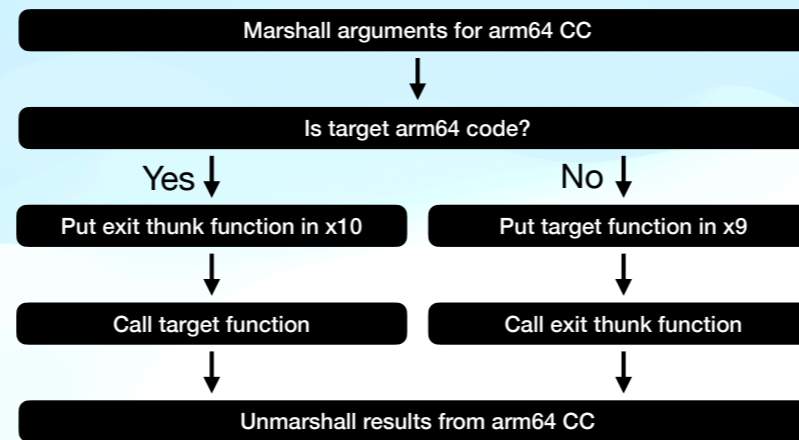 Marshall arguments for arm64 CC
Is target arm64 code?
Yes
No
Put exit thunk function in x10
Put target function in x9
Call target function
Call exit thunk function
Unmarshall results from arm64 CC